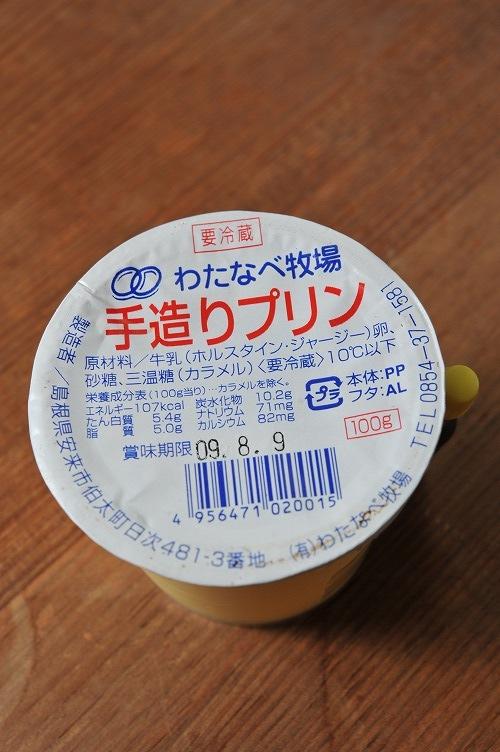 要冷蔵
わたなべ牧場
手造りプリン
原材料／牛乳(ホルスタイン・ジャージー)卵、
砂糖、三温糖(カラメル)〈要冷蔵〉10℃以下
栄養成分表(100g当り)…カラメルを除く。
エネルギー107kcal 炭水化物 10.2g
たん白質 5.4g ナトリウム 71mg
脂質 5.0g カルシウム 82mg
プラ
本体:PP
フタ:AL
100g
賞味期限 09. 8. 9
4 956471 020015
製造者／島根県安来市伯太町日次481-3番地 (有)わたなべ牧場 TEL0854-37-1581